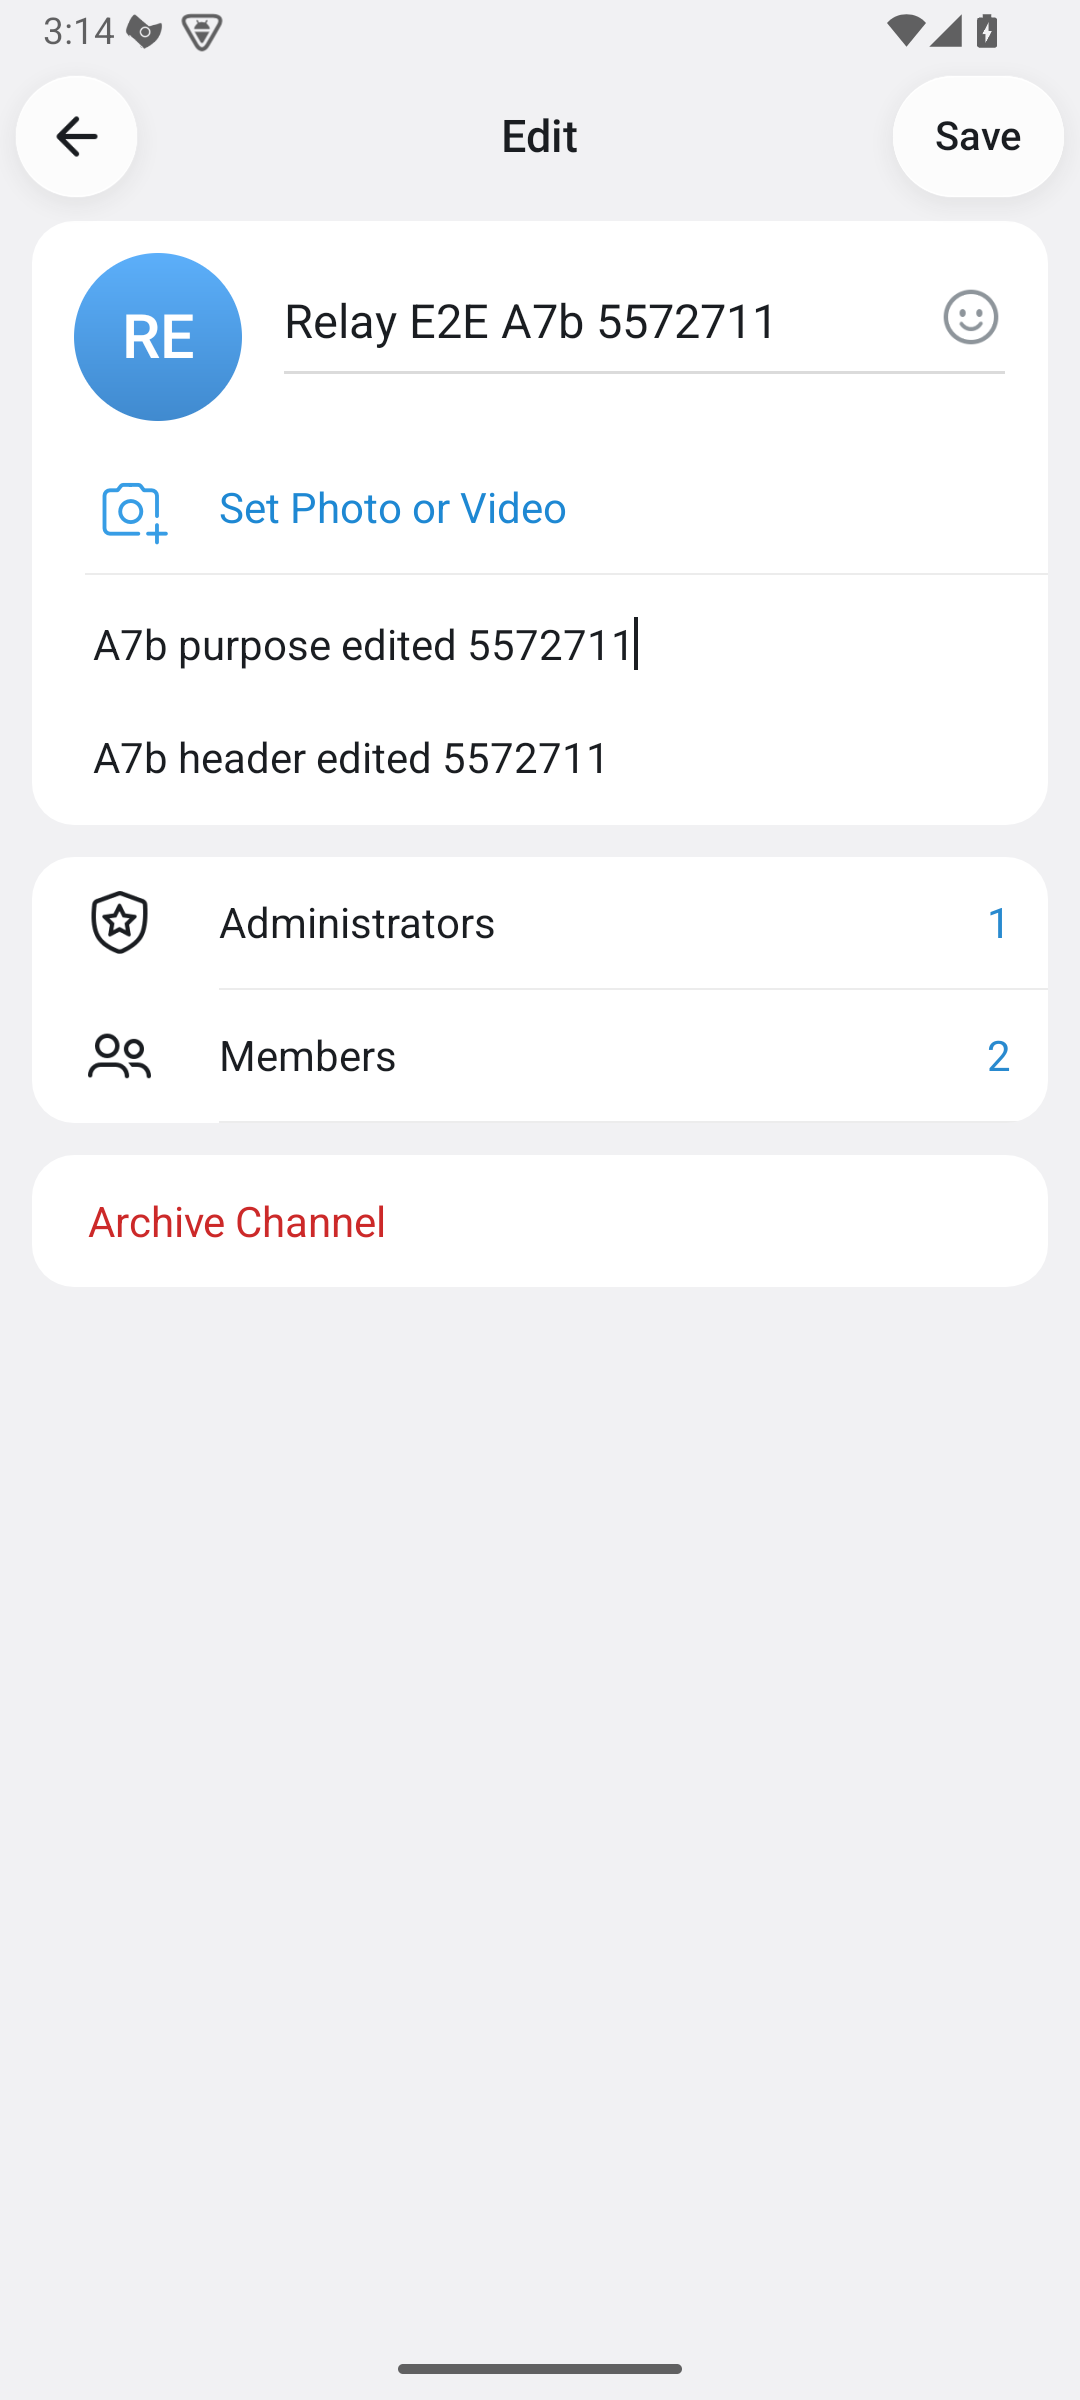 3:14
Edit
Save
RE
Relay E2E A7b 5572711
Set Photo or Video
A7b purpose edited 5572711
A7b header edited 5572711
Administrators 1
Members 2
Archive Channel